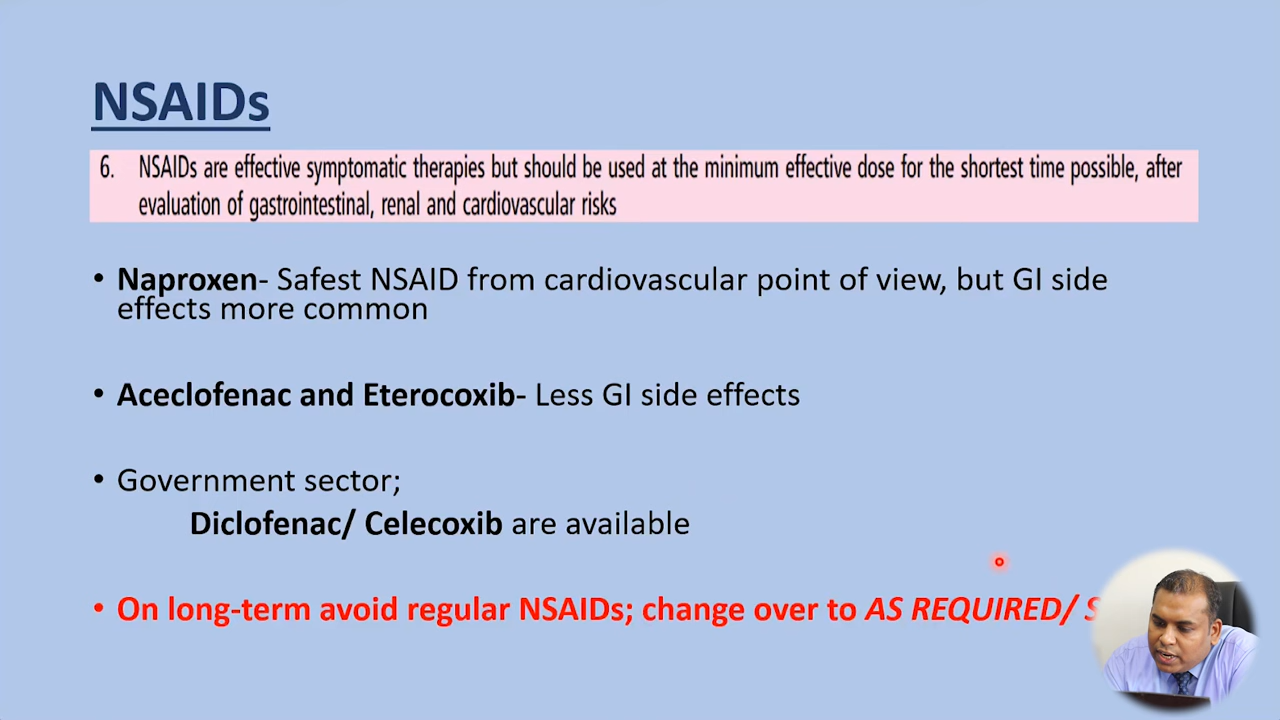 NSAIDs
6. NSAIDs are effective symptomatic therapies but should be used at the minimum effective dose for the shortest time possible, after
evaluation of gastrointestinal, renal and cardiovascular risks
• Naproxen- Safest NSAID from cardiovascular point of view, but GI side
effects more common
• Aceclofenac and Eterocoxib- Less GI side effects
• Government sector;
Diclofenac/ Celecoxib are available
• On long-term avoid regular NSAIDs; change over to AS REQUIRED/